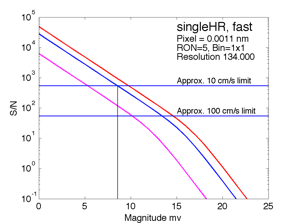 singleHR, fast
Pixel = 0.0011 nm
RON=5, Bin=1x1
Resolution 134.000
Approx. 10 cm/s limit
Approx. 100 cm/s limit
S/N
10^5
10^4
10^3
10^2
10^1
10^0
10^-1
0 5 10 15 20 25
Magnitude mv